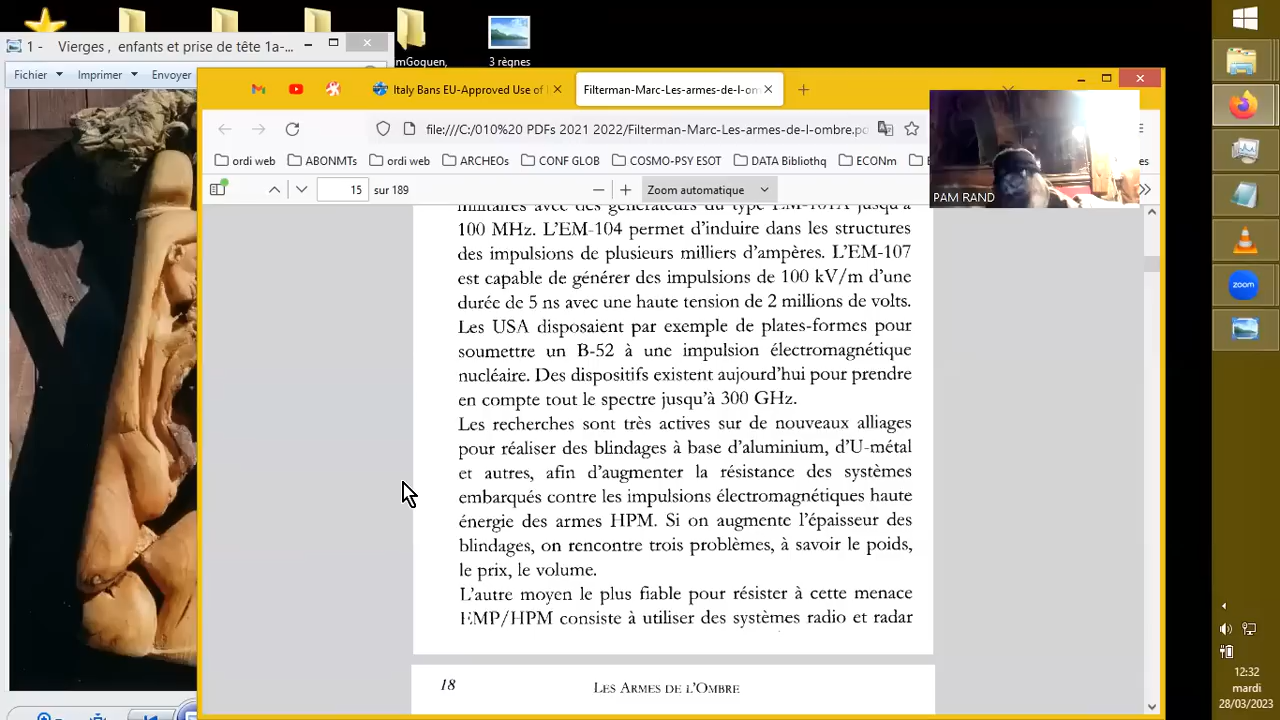 mGoquen,
3 règnes
1 - Vierges , enfants et prise de tête 1a-...
Fichier Imprimer Envoyer
Italy Bans EU-Approved Use of
Filterman-Marc-Les-armes-de-l-om
file:///C:/010%20 PDFs 2021 2022/Filterman-Marc-Les-armes-de-l-ombre.p
ordi web ABONMTs ordi web ARCHEOs CONF GLOB COSMO-PSY ESOT DATA Bibliothq ECONm
15 sur 189 Zoom automatique
PAM RAND
militaires avec des générateurs du type EM-101A jusqu'à
100 MHz. L'EM-104 permet d'induire dans les structures
des impulsions de plusieurs milliers d'ampères. L'EM-107
est capable de générer des impulsions de 100 kV/m d'une
durée de 5 ns avec une haute tension de 2 millions de volts.
Les USA disposaient par exemple de plates-formes pour
soumettre un B-52 à une impulsion électromagnétique
nucléaire. Des dispositifs existent aujourd'hui pour prendre
en compte tout le spectre jusqu'à 300 GHz.
Les recherches sont très actives sur de nouveaux alliages
pour réaliser des blindages à base d'aluminium, d'U-métal
et autres, afin d'augmenter la résistance des systèmes
embarqués contre les impulsions électromagnétiques haute
énergie des armes HPM. Si on augmente l'épaisseur des
blindages, on rencontre trois problèmes, à savoir le poids,
le prix, le volume.
L'autre moyen le plus fiable pour résister à cette menace
EMP/HPM consiste à utiliser des systèmes radio et radar
18 LES ARMES DE L'OMBRE
zoom
12:32
mardi
28/03/2023